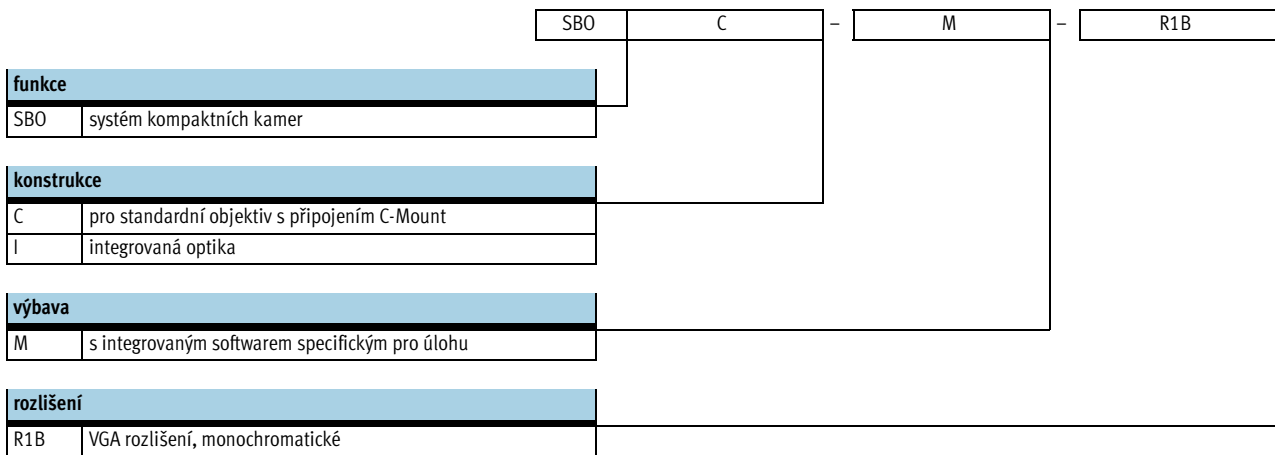 SBO C – M – R1B
funkce
SBO systém kompaktních kamer
konstrukce
C pro standardní objektiv s připojením C-Mount
I integrovaná optika
výbava
M s integrovaným softwarem specifickým pro úlohu
rozlišení
R1B VGA rozlišení, monochromatické